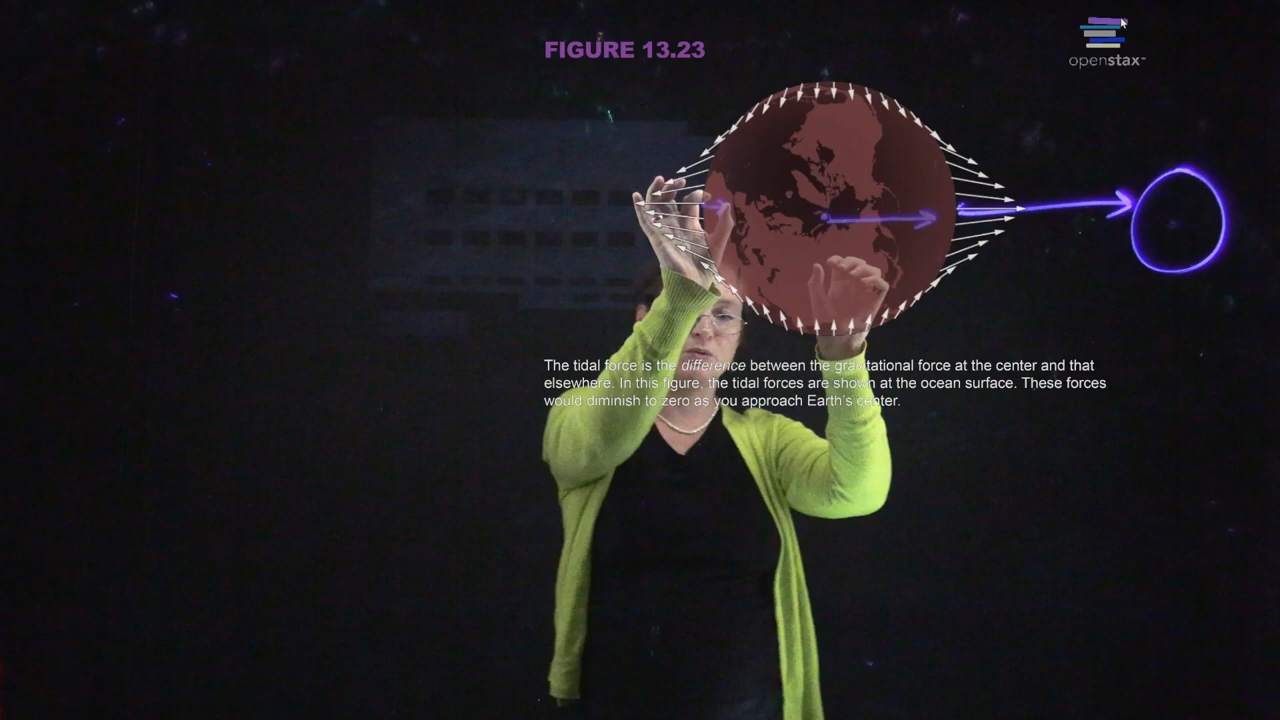 FIGURE 13.23
openstax™
The tidal force is the difference between the gravitational force at the center and that
elsewhere. In this figure, the tidal forces are shown at the ocean surface. These forces
would diminish to zero as you approach Earth's center.